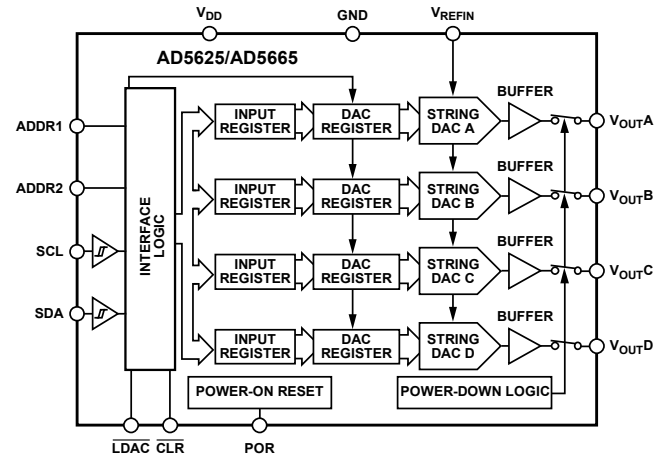 VDD
GND
VREFIN
AD5625/AD5665
BUFFER
ADDR1
INPUT
REGISTER
DAC
REGISTER
STRING
DAC A
VOUTA
ADDR2
INTERFACE
LOGIC
INPUT
REGISTER
DAC
REGISTER
STRING
DAC B
BUFFER
VOUTB
SCL
INPUT
REGISTER
DAC
REGISTER
STRING
DAC C
BUFFER
VOUTC
SDA
INPUT
REGISTER
DAC
REGISTER
STRING
DAC D
BUFFER
VOUTD
POWER-ON RESET
POWER-DOWN LOGIC
LDAC
CLR
POR